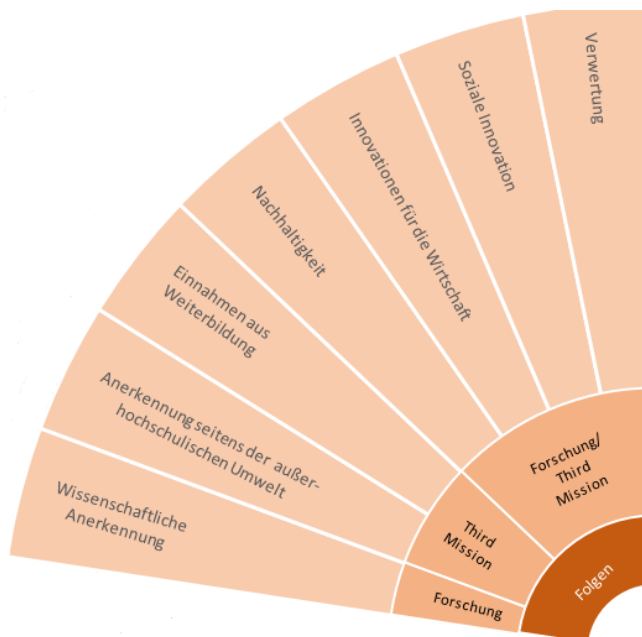 Verwertung
Soziale Innovation
Innovationen für die Wirtschaft
Nachhaltigkeit
Einnahmen aus
Weiterbildung
Anerkennung seitens der außer-
hochschulischen Umwelt
Wissenschaftliche
Anerkennung
Forschung/
Third
Mission
Third
Mission
Forschung
Folgen